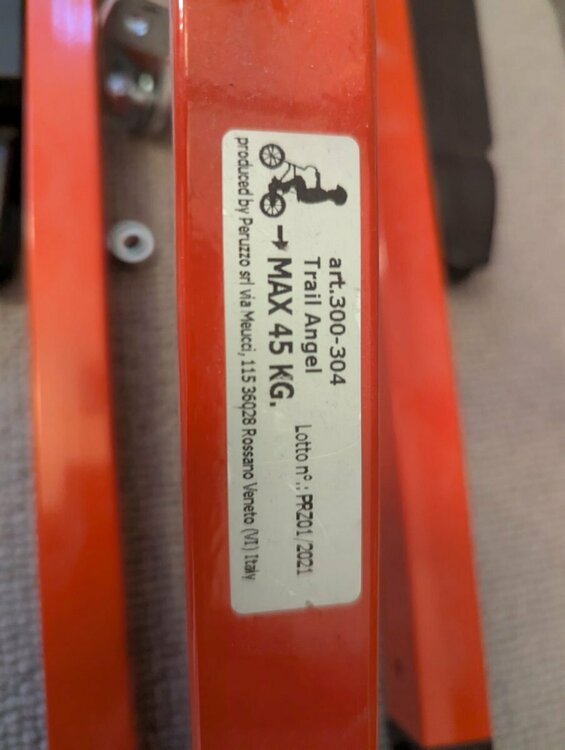 art.300-304
Trail Angel
→ MAX 45 KG.
Lotto n°.: PRZ01/2021
produced by Peruzzo srl via Meucci, 115 36028 Rossano Veneto (VI) Italy